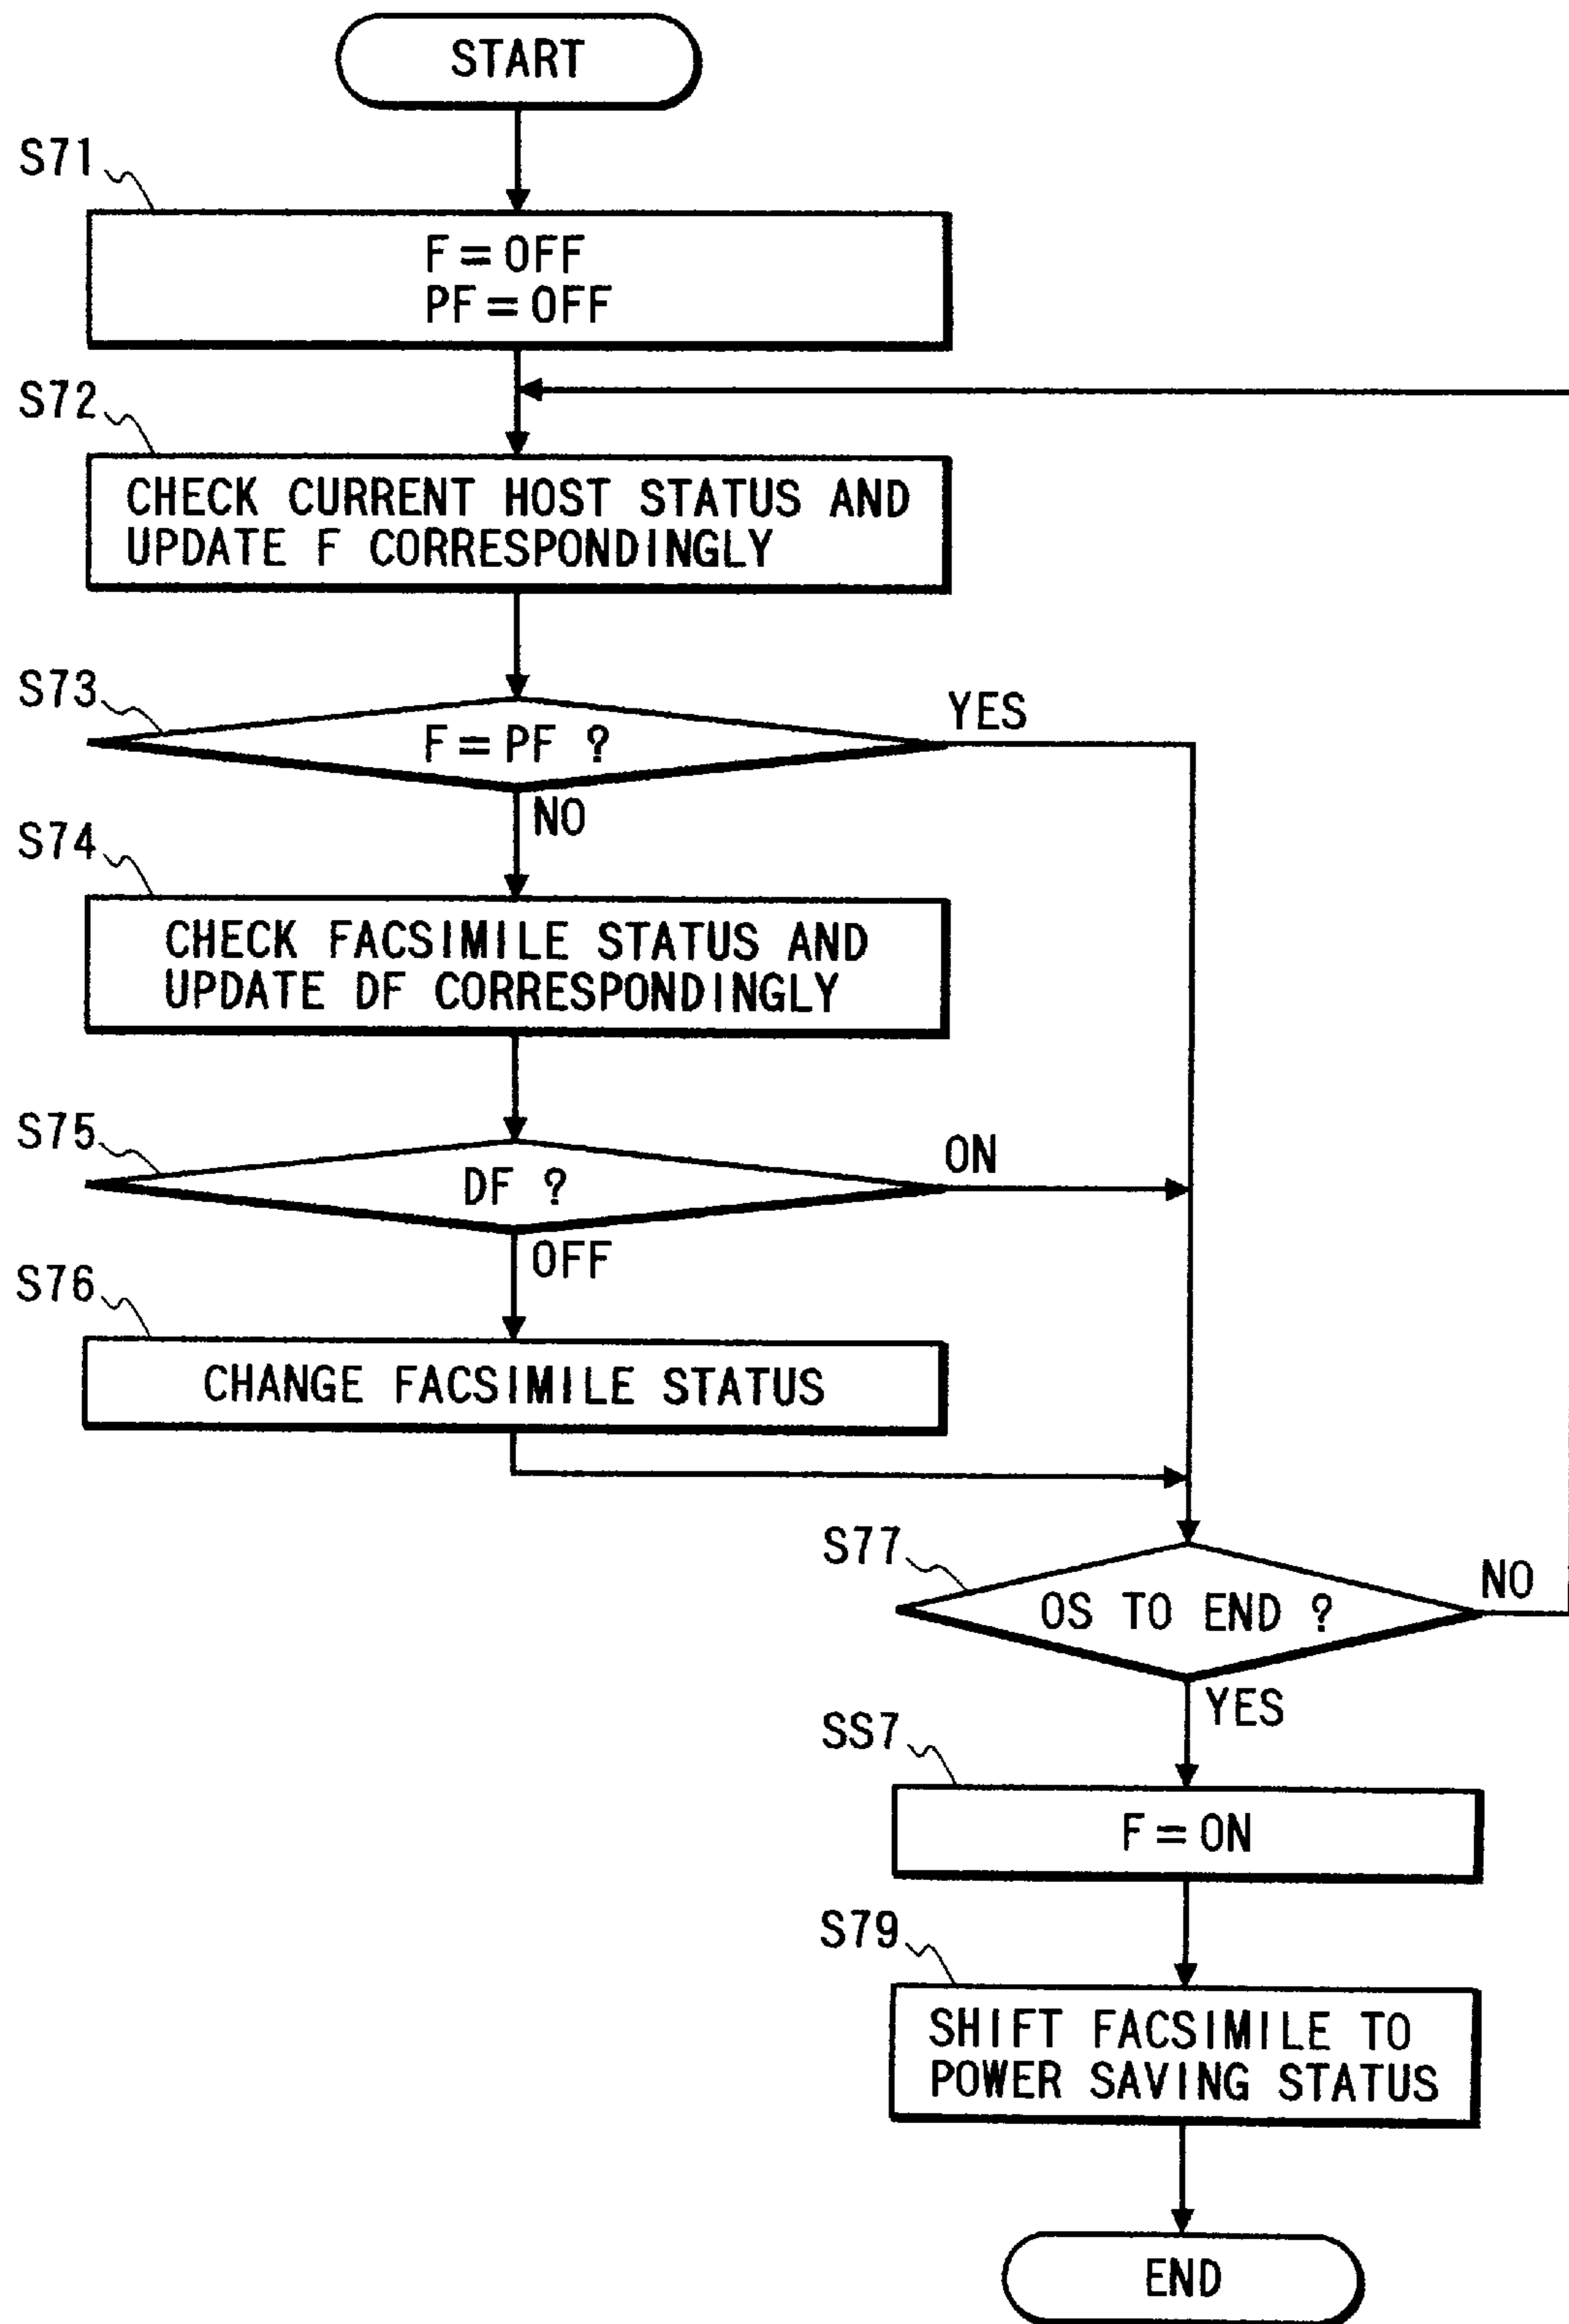 START
S71
F=OFF
PF=OFF
S72
CHECK CURRENT HOST STATUS AND
UPDATE F CORRESPONDINGLY
S73
F=PF ?
YES
NO
S74
CHECK FACSIMILE STATUS AND
UPDATE DF CORRESPONDINGLY
S75
DF ?
ON
OFF
S76
CHANGE FACSIMILE STATUS
S77
OS TO END ?
NO
YES
SS7
F=ON
S79
SHIFT FACSIMILE TO
POWER SAVING STATUS
END